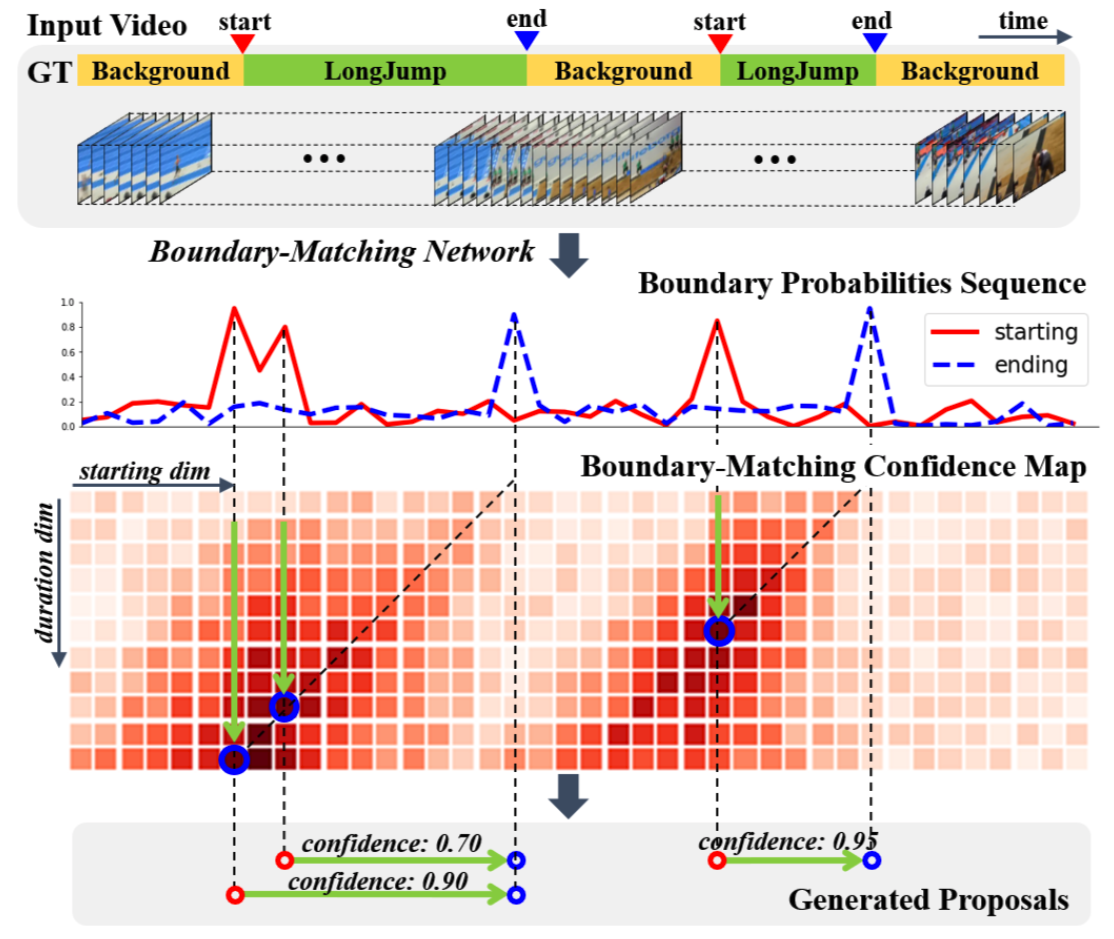 Input Video
start
end
start
end
time
GT
Background
LongJump
Background
LongJump
Background
Boundary-Matching Network
Boundary Probabilities Sequence
1.0
0.8
0.6
0.4
0.2
0.0
starting
ending
Boundary-Matching Confidence Map
starting dim
duration dim
confidence: 0.70
confidence: 0.95
confidence: 0.90
Generated Proposals